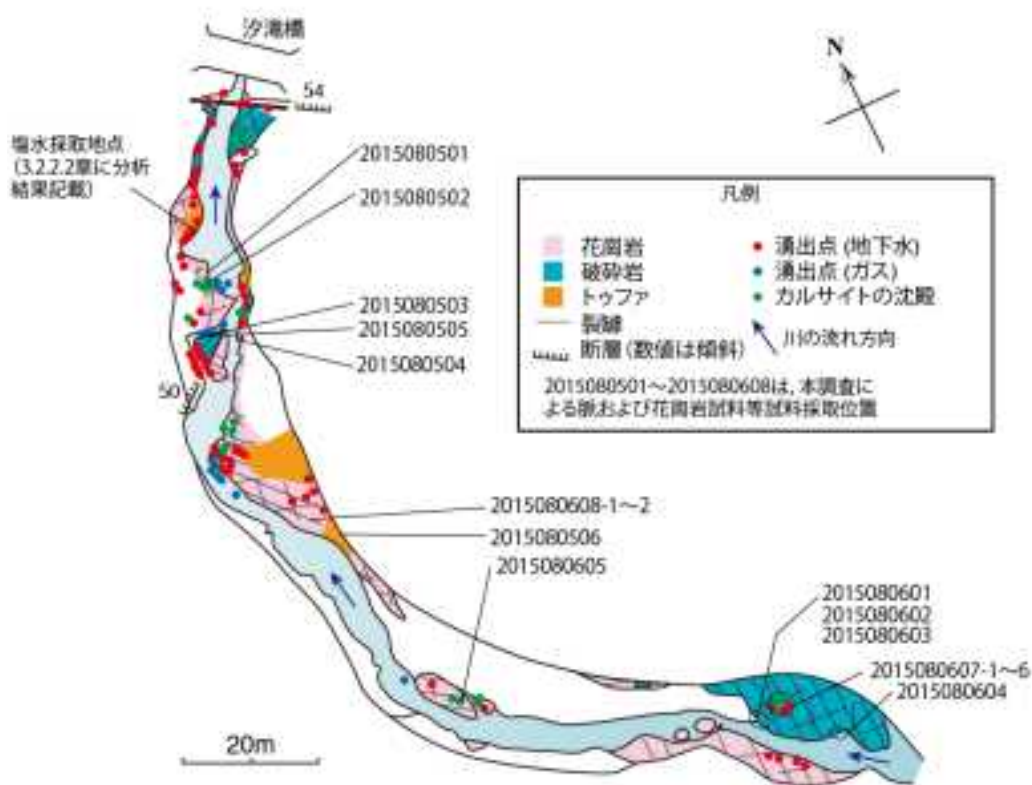 汐滝橋
54
N
塩水採取地点
(3.2.2.2章に分析
結果記載)
2015080501
2015080502
2015080503
2015080505
2015080504
50
凡例
花崗岩
破砕岩
トゥファ
裂罅
断層(数値は傾斜)
湧出点 (地下水)
湧出点 (ガス)
カルサイトの沈殿
川の流れ方向
2015080501～2015080608は, 本調査に
よる脈および花崗岩試料等試料採取位置
2015080608-1～2
2015080506
2015080605
2015080601
2015080602
2015080603
2015080607-1～6
2015080604
20m